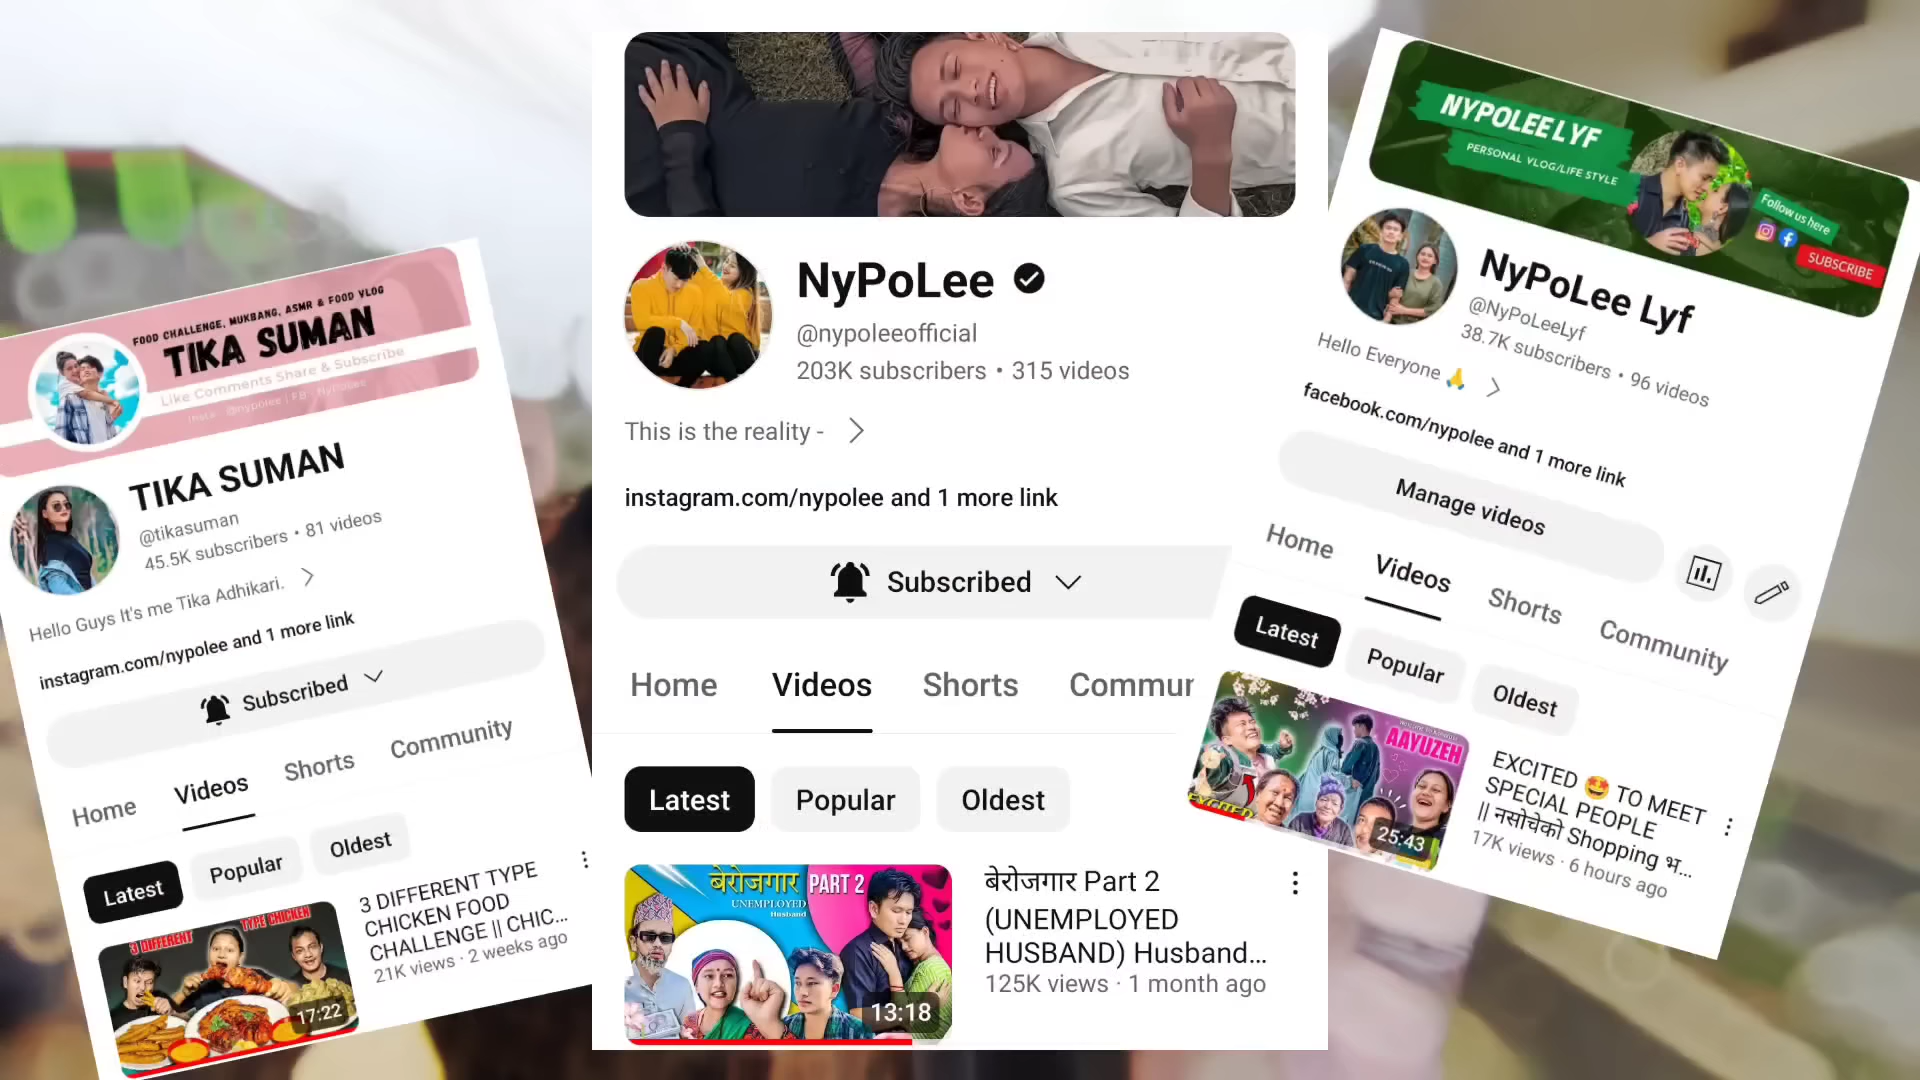 FOOD CHALLENGE, MUKBANG, ASMR & FOOD VLOG
TIKA SUMAN
Like Comments Share & Subscribe
Insta - @nypolee | FB - NyPoLee
TIKA SUMAN
@tikasuman
45.5K subscribers • 81 videos
Hello Guys It's me Tika Adhikari.
instagram.com/nypolee and 1 more link
Subscribed
Home Videos Shorts Community
Latest Popular Oldest
3 DIFFERENT TYPE CHICKEN
17:22
3 DIFFERENT TYPE
CHICKEN FOOD
CHALLENGE || CHIC...
21K views · 2 weeks ago
NyPoLee
@nypoleeofficial
203K subscribers • 315 videos
This is the reality -
instagram.com/nypolee and 1 more link
Subscribed
Home Videos Shorts Commun
Latest Popular Oldest
बेरोजगार PART 2
UNEMPLOYED
Husband
13:18
बेरोजगार Part 2
(UNEMPLOYED
HUSBAND) Husband...
125K views · 1 month ago
NYPOLEE LYF
PERSONAL VLOG/LIFE STYLE
Follow us here
SUBSCRIBE
NyPoLee Lyf
@NyPoLeeLyf
38.7K subscribers • 96 videos
Hello Everyone 🙏
facebook.com/nypolee and 1 more link
Manage videos
Home Videos Shorts Community
Latest Popular Oldest
AAYUZEH
EXCITED
25:43
EXCITED 🤩 TO MEET
SPECIAL PEOPLE
|| नसोचेको Shopping भ...
17K views · 6 hours ago